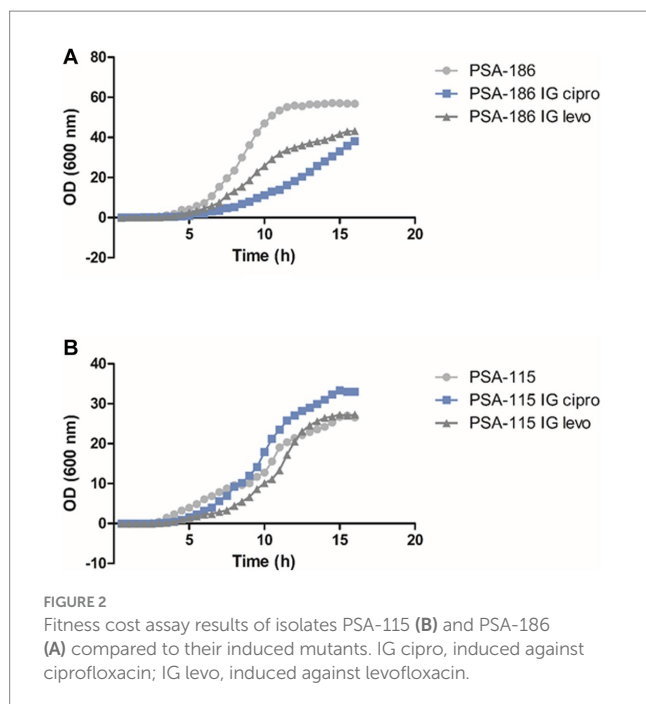 A
80
60
40
20
0
-20
OD (600 nm)
5
10
15
20
Time (h)
PSA-186
PSA-186 IG cipro
PSA-186 IG levo
B
40
30
20
10
0
-10
OD (600 nm)
5
10
15
20
Time (h)
PSA-115
PSA-115 IG cipro
PSA-115 IG levo
FIGURE 2
Fitness cost assay results of isolates PSA-115 (B) and PSA-186
(A) compared to their induced mutants. IG cipro, induced against
ciprofloxacin; IG levo, induced against levofloxacin.